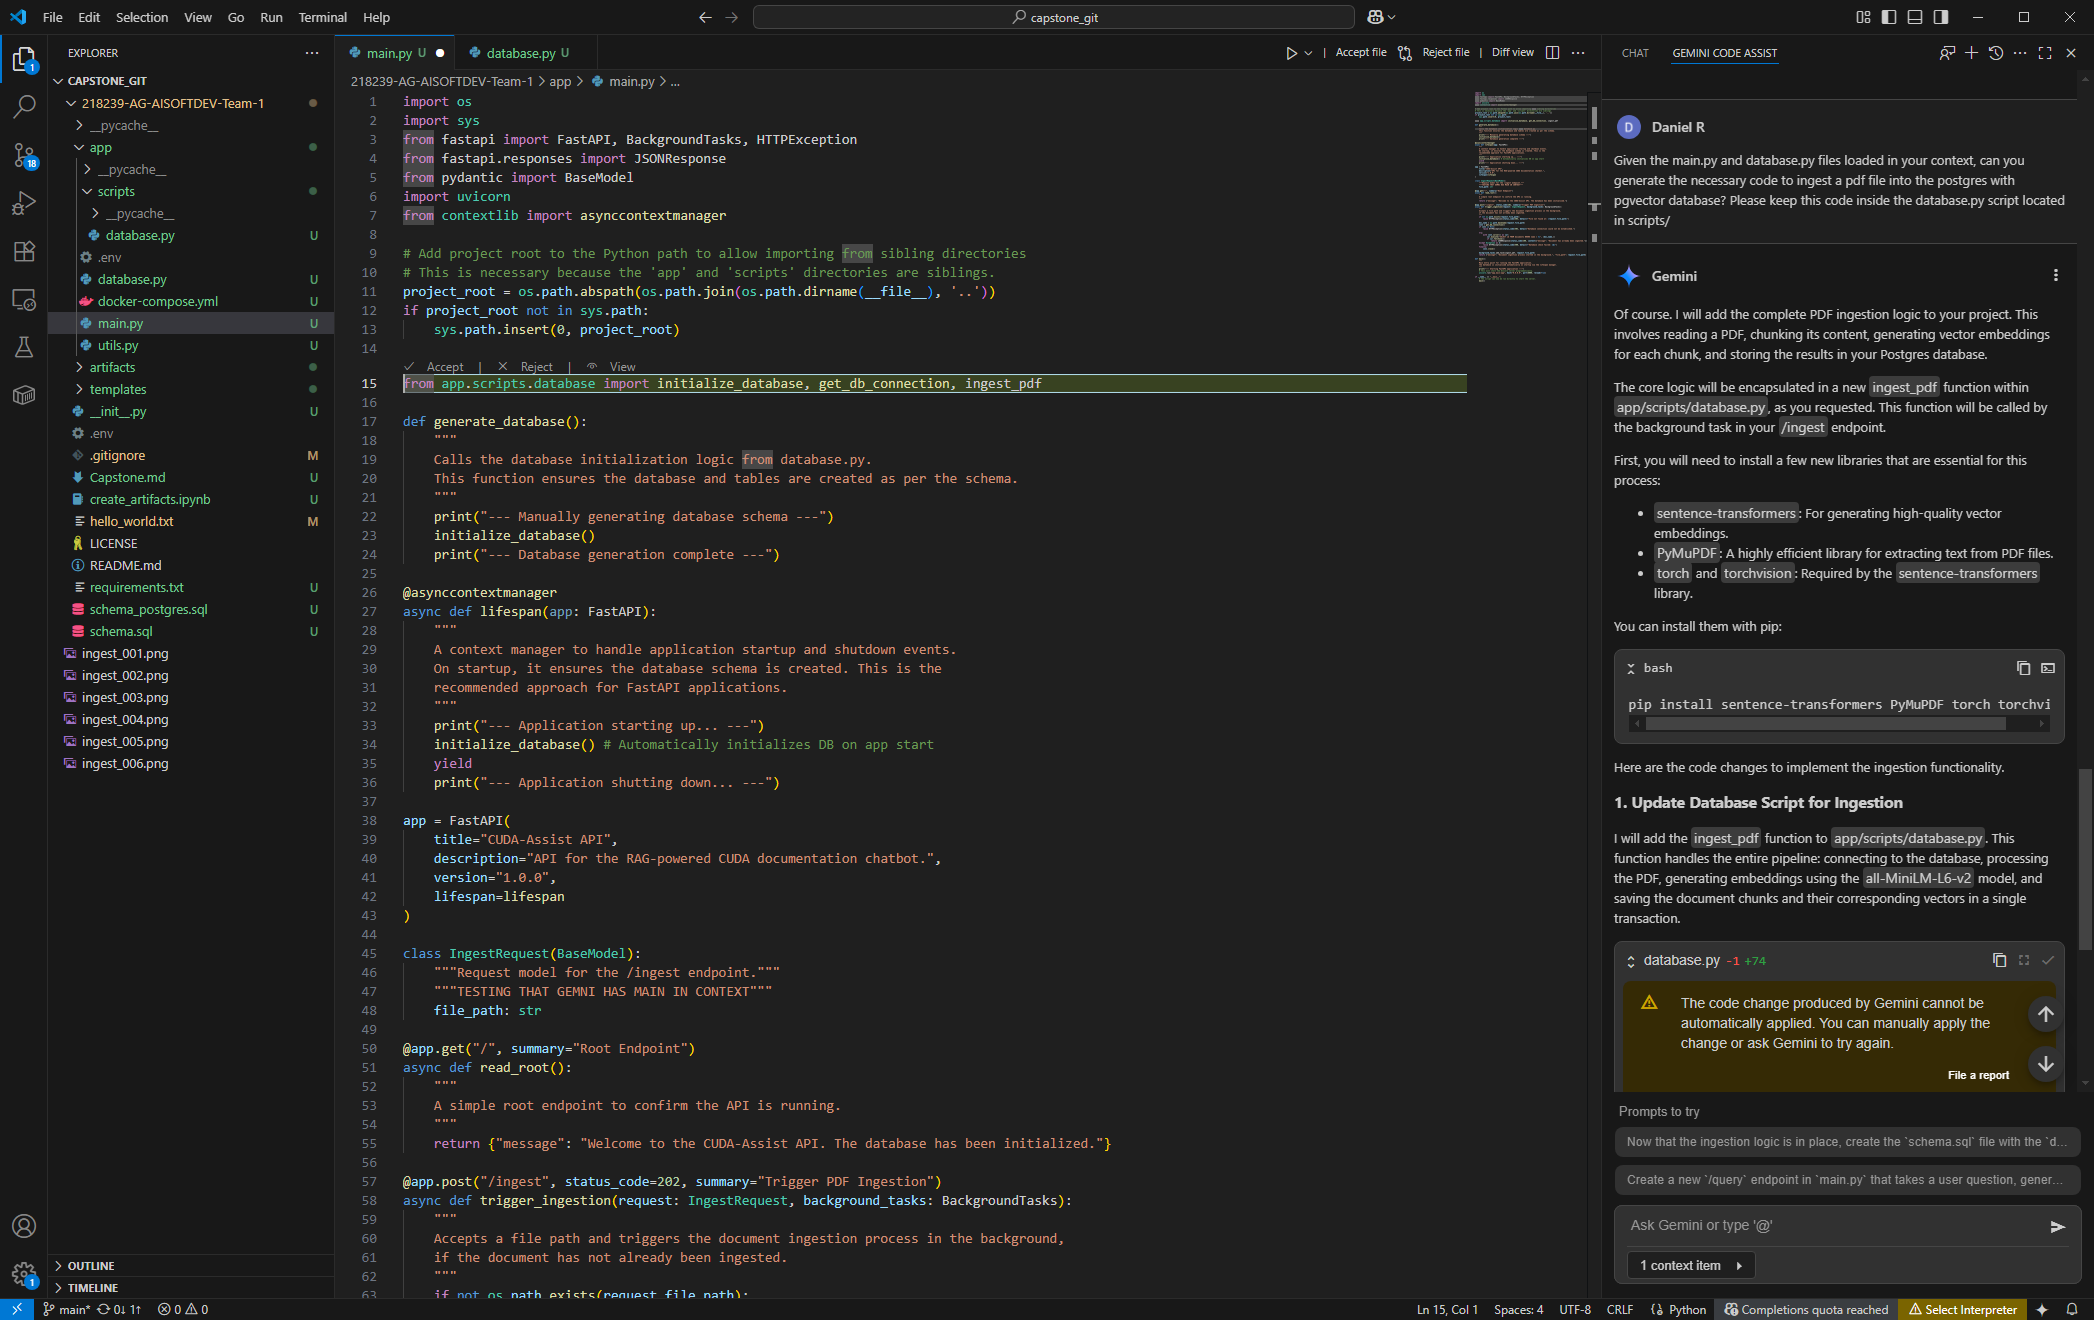 File Edit Selection View Go Run Terminal Help
capstone_git
EXPLORER
CAPSTONE_GIT
218239-AG-AISOFTDEV-Team-1
__pycache__
app
__pycache__
scripts
__pycache__
database.py U
.env
database.py U
docker-compose.yml U
main.py U
utils.py U
artifacts
templates
__init__.py U
.env
.gitignore M
Capstone.md U
create_artifacts.ipynb U
hello_world.txt M
LICENSE
README.md
requirements.txt U
schema_postgres.sql U
schema.sql U
ingest_001.png
ingest_002.png
ingest_003.png
ingest_004.png
ingest_005.png
ingest_006.png
OUTLINE
TIMELINE
1
18
1
main.py U
database.py U
Accept file
Reject file
Diff view
218239-AG-AISOFTDEV-Team-1 > app > main.py > ...
1 import os
2 import sys
3 from fastapi import FastAPI, BackgroundTasks, HTTPException
4 from fastapi.responses import JSONResponse
5 from pydantic import BaseModel
6 import uvicorn
7 from contextlib import asynccontextmanager
8
9 # Add project root to the Python path to allow importing from sibling directories
10 # This is necessary because the 'app' and 'scripts' directories are siblings.
11 project_root = os.path.abspath(os.path.join(os.path.dirname(__file__), '..'))
12 if project_root not in sys.path:
13     sys.path.insert(0, project_root)
14
Accept | Reject | View
15 from app.scripts.database import initialize_database, get_db_connection, ingest_pdf
16
17 def generate_database():
18     """
19     Calls the database initialization logic from database.py.
20     This function ensures the database and tables are created as per the schema.
21     """
22     print("--- Manually generating database schema ---")
23     initialize_database()
24     print("--- Database generation complete ---")
25
26 @asynccontextmanager
27 async def lifespan(app: FastAPI):
28     """
29     A context manager to handle application startup and shutdown events.
30     On startup, it ensures the database schema is created. This is the
31     recommended approach for FastAPI applications.
32     """
33     print("--- Application starting up... ---")
34     initialize_database() # Automatically initializes DB on app start
35     yield
36     print("--- Application shutting down... ---")
37
38 app = FastAPI(
39     title="CUDA-Assist API",
40     description="API for the RAG-powered CUDA documentation chatbot.",
41     version="1.0.0",
42     lifespan=lifespan
43 )
44
45 class IngestRequest(BaseModel):
46     """Request model for the /ingest endpoint."""
47     """TESTING THAT GEMNI HAS MAIN IN CONTEXT"""
48     file_path: str
49
50 @app.get("/", summary="Root Endpoint")
51 async def read_root():
52     """
53     A simple root endpoint to confirm the API is running.
54     """
55     return {"message": "Welcome to the CUDA-Assist API. The database has been initialized."}
56
57 @app.post("/ingest", status_code=202, summary="Trigger PDF Ingestion")
58 async def trigger_ingestion(request: IngestRequest, background_tasks: BackgroundTasks):
59     """
60     Accepts a file path and triggers the document ingestion process in the background,
61     if the document has not already been ingested.
62     """
63     if not os.path.exists(request.file_path):
CHAT GEMINI CODE ASSIST
D Daniel R
Given the main.py and database.py files loaded in your context, can you
generate the necessary code to ingest a pdf file into the postgres with
pgvector database? Please keep this code inside the database.py script located
in scripts/
Gemini
Of course. I will add the complete PDF ingestion logic to your project. This
involves reading a PDF, chunking its content, generating vector embeddings
for each chunk, and storing the results in your Postgres database.
The core logic will be encapsulated in a new ingest_pdf function within
app/scripts/database.py, as you requested. This function will be called by
the background task in your /ingest endpoint.
First, you will need to install a few new libraries that are essential for this
process:
• sentence-transformers: For generating high-quality vector
embeddings.
• PyMuPDF: A highly efficient library for extracting text from PDF files.
• torch and torchvision: Required by the sentence-transformers
library.
You can install them with pip:
bash
pip install sentence-transformers PyMuPDF torch torchvi
Here are the code changes to implement the ingestion functionality.
1. Update Database Script for Ingestion
I will add the ingest_pdf function to app/scripts/database.py. This
function handles the entire pipeline: connecting to the database, processing
the PDF, generating embeddings using the all-MiniLM-L6-v2 model, and
saving the document chunks and their corresponding vectors in a single
transaction.
database.py -1 +74
The code change produced by Gemini cannot be
automatically applied. You can manually apply the
change or ask Gemini to try again.
File a report
Prompts to try
Now that the ingestion logic is in place, create the `schema.sql` file with the `d...
Create a new `/query` endpoint in `main.py` that takes a user question, gener...
Ask Gemini or type '@'
1 context item
main* 0↓ 1↑ 0 0
Ln 15, Col 1 Spaces: 4 UTF-8 CRLF Python Completions quota reached Select Interpreter